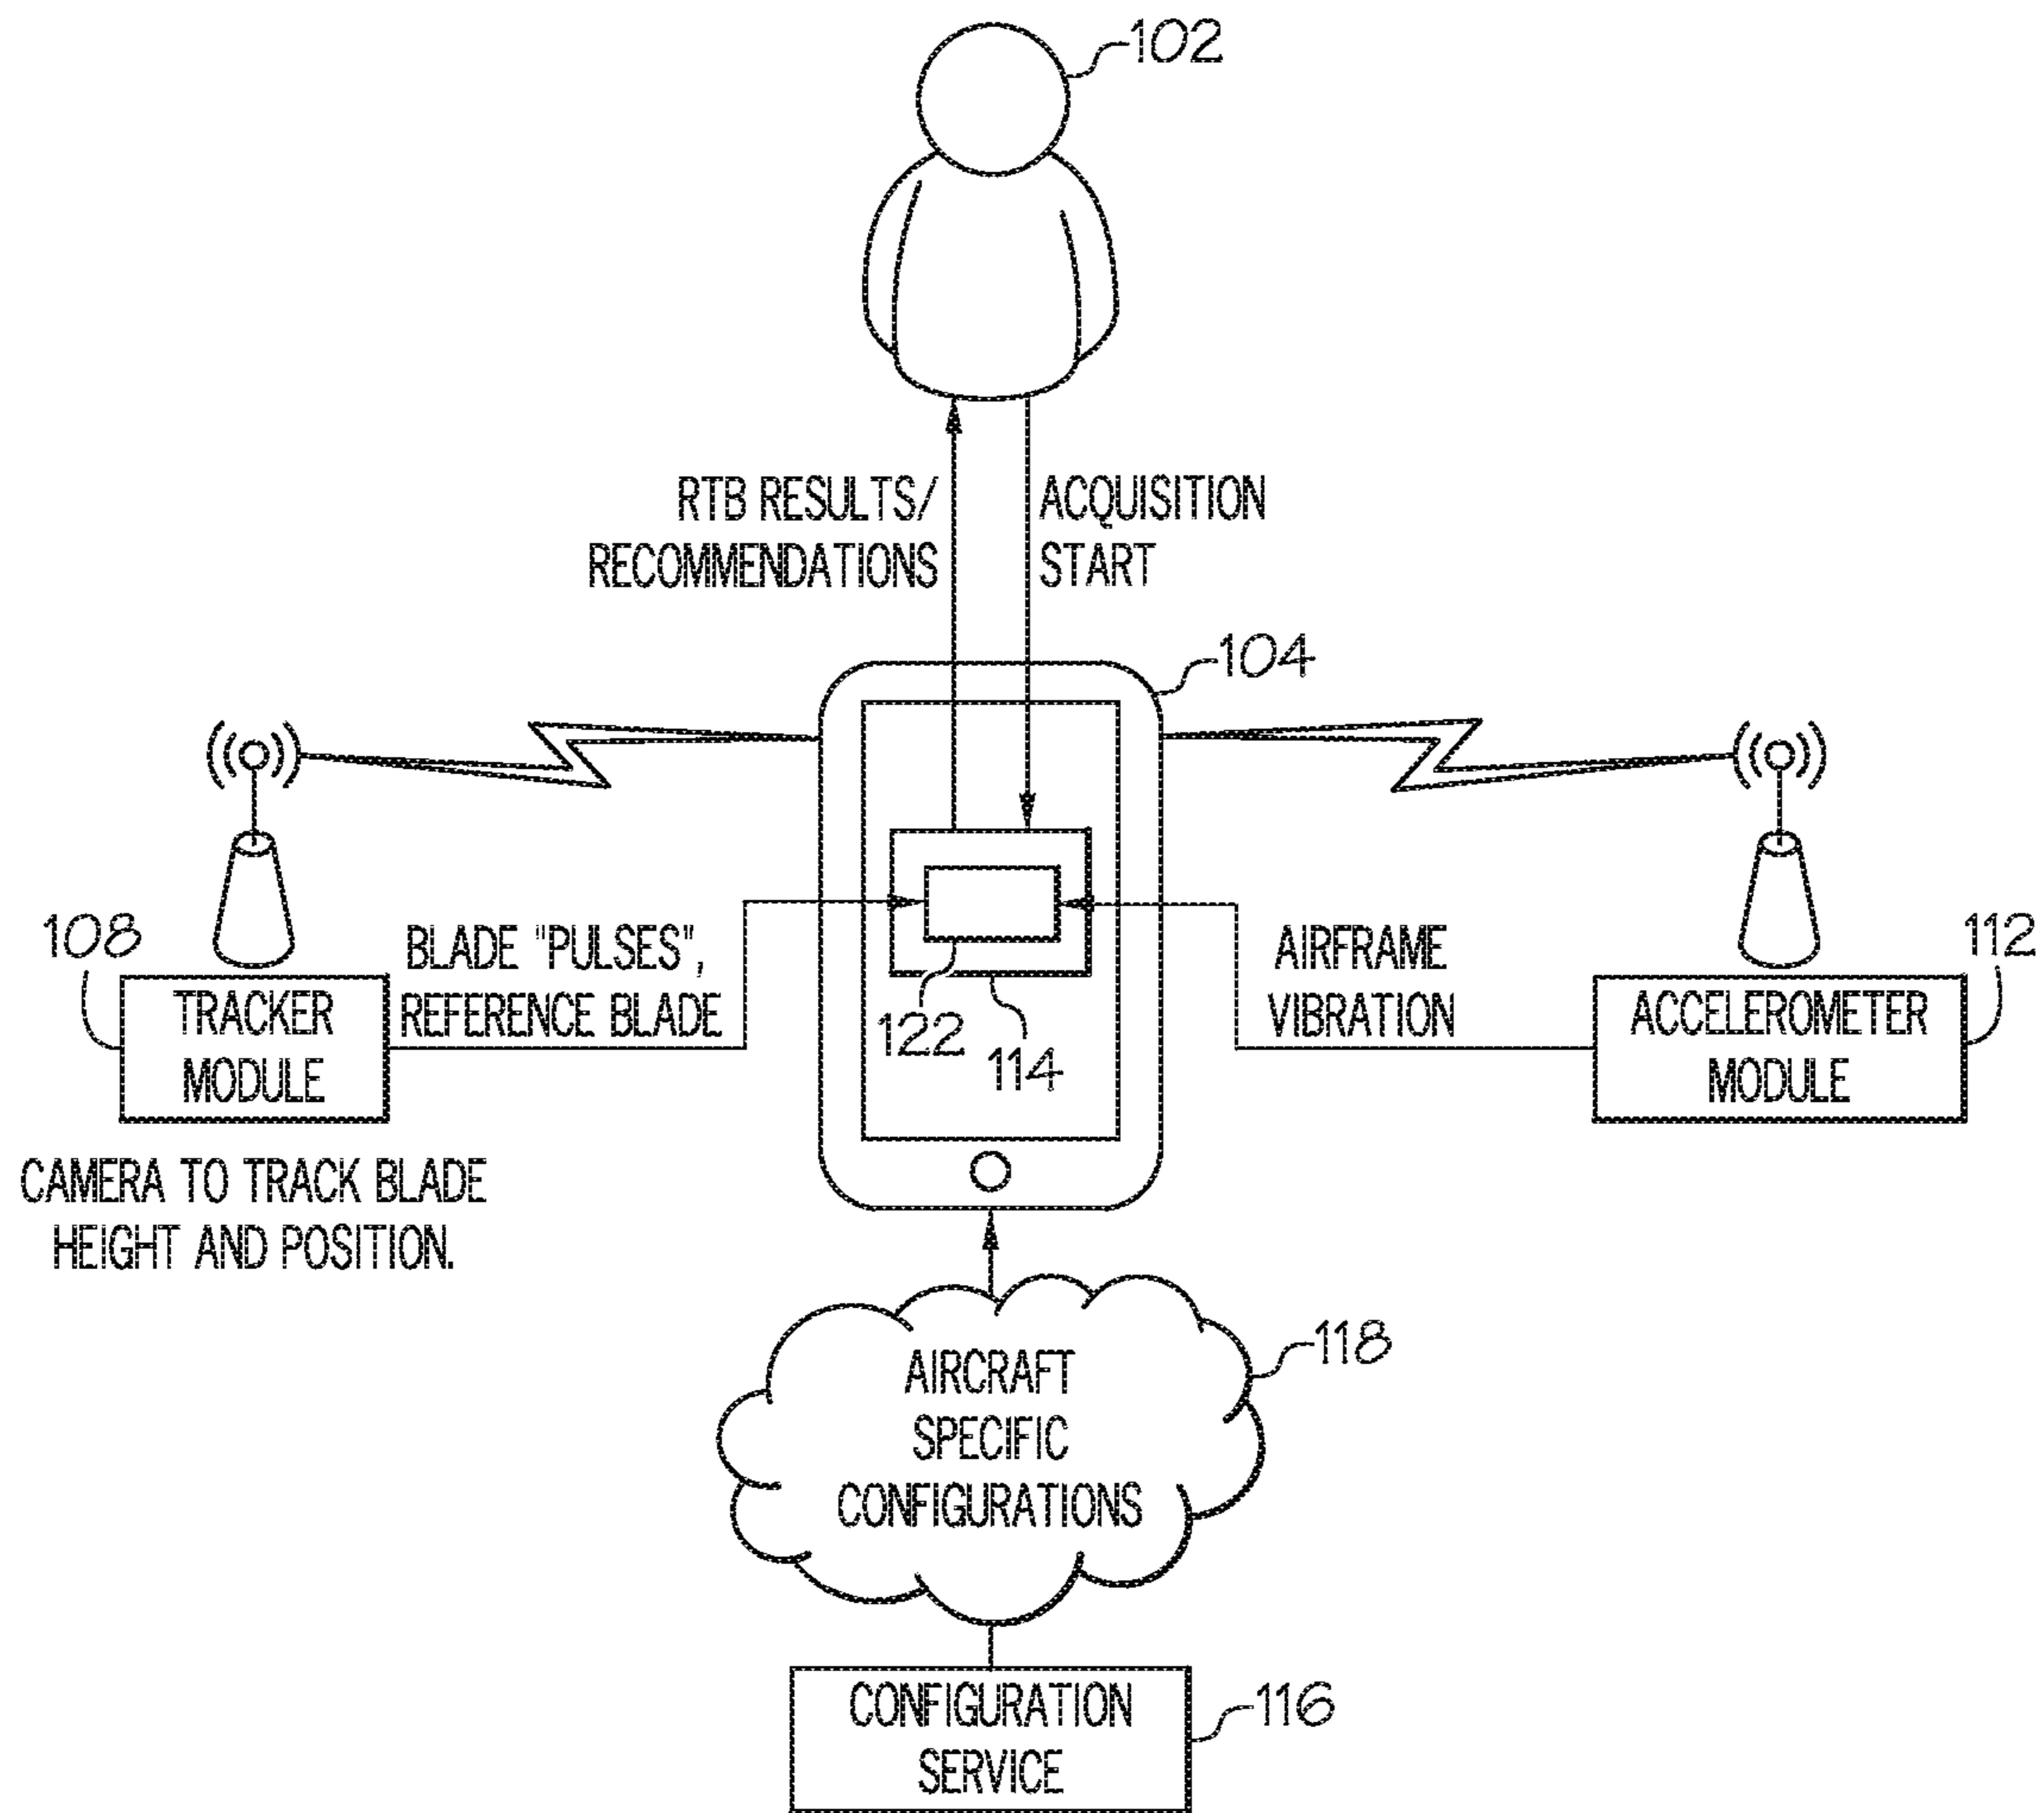 102
RTB RESULTS/
RECOMMENDATIONS
ACQUISITION
START
104
108
TRACKER
MODULE
BLADE "PULSES",
REFERENCE BLADE
122
114
AIRFRAME
VIBRATION
112
ACCELEROMETER
MODULE
CAMERA TO TRACK BLADE
HEIGHT AND POSITION.
AIRCRAFT
SPECIFIC
CONFIGURATIONS
118
CONFIGURATION
SERVICE
116